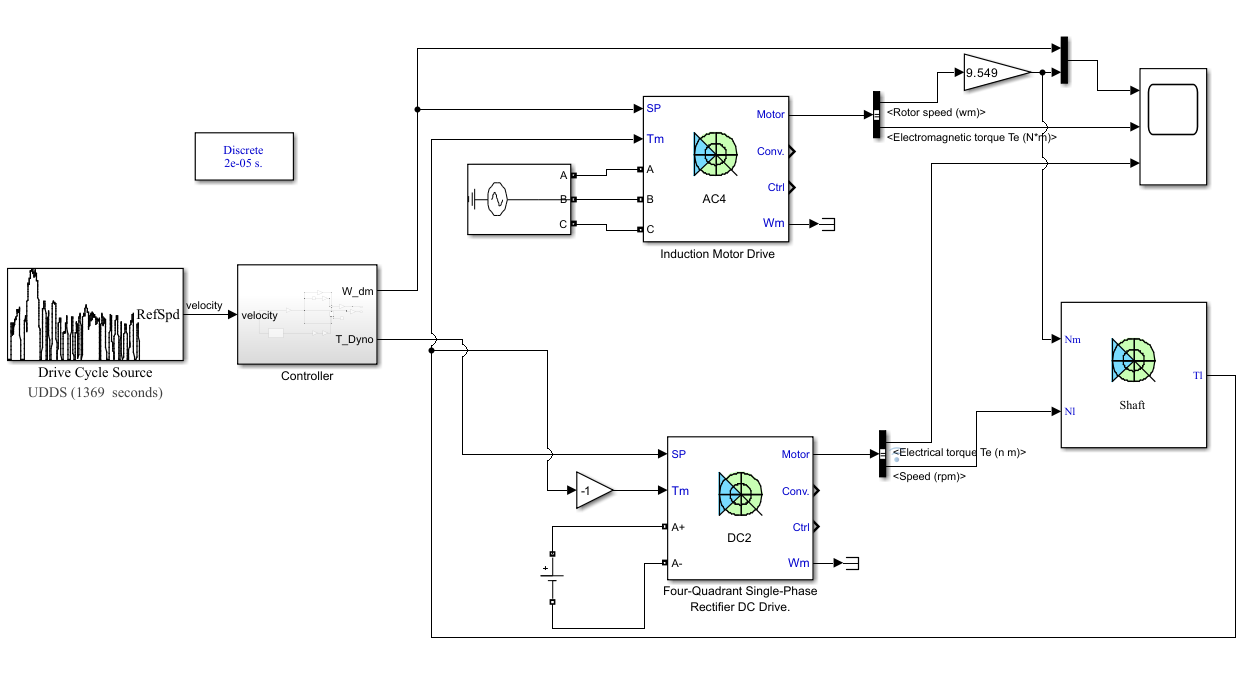 9.549
SP
Motor
<Rotor speed (wm)>
Tm
<Electromagnetic torque Te (N*m)>
Discrete
2e-05 s.
Conv.
A
A
Ctrl
AC4
B
B
C
C
Wm
Induction Motor Drive
W_dm
velocity
RefSpd
velocity
T_Dyno
Nm
Drive Cycle Source
UDDS (1369 seconds)
Controller
Tl
Shaft
Nl
SP
Motor
<Electrical torque Te (n m)>
<Speed (rpm)>
-1
Tm
Conv.
A+
Ctrl
DC2
+
A-
Wm
Four-Quadrant Single-Phase
Rectifier DC Drive.